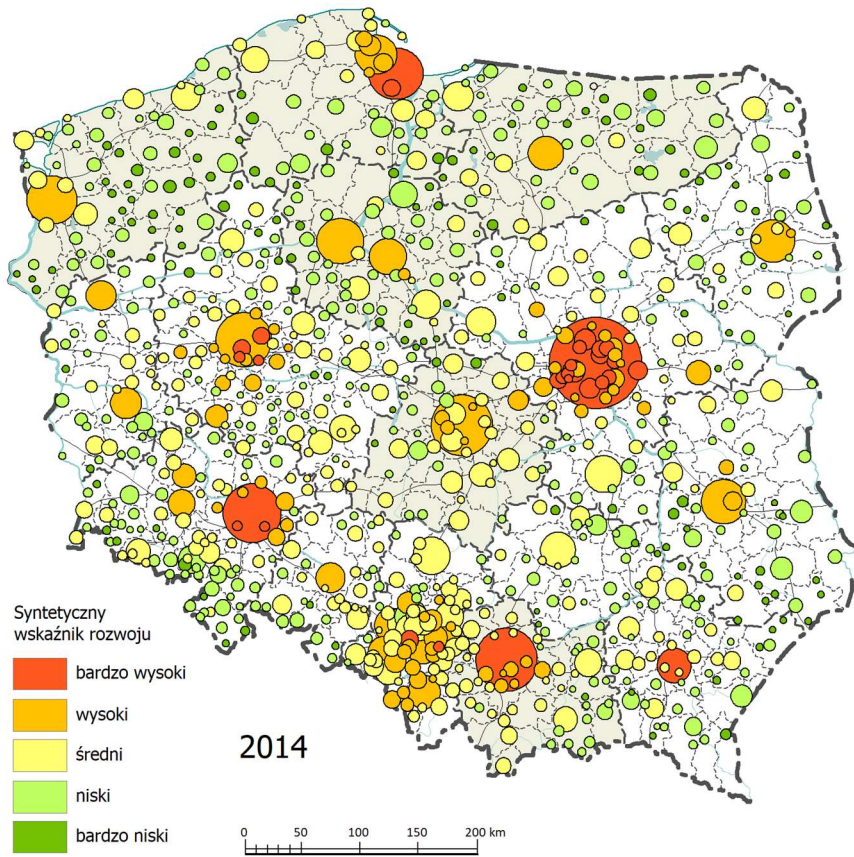 Syntetyczny
wskaźnik rozwoju
bardzo wysoki
wysoki
średni
niski
bardzo niski
2014
0 50 100 150 200 km